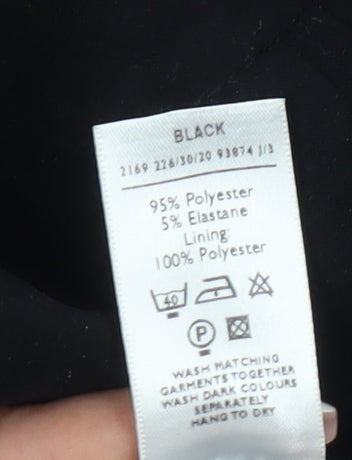 BLACK
2169 226/30/20 93874 J/3
95% Polyester
5% Elastane
Lining:
100% Polyester
40
P
WASH MATCHING
GARMENTS TOGETHER
WASH DARK COLOURS
SEPARATELY
HANG TO DRY